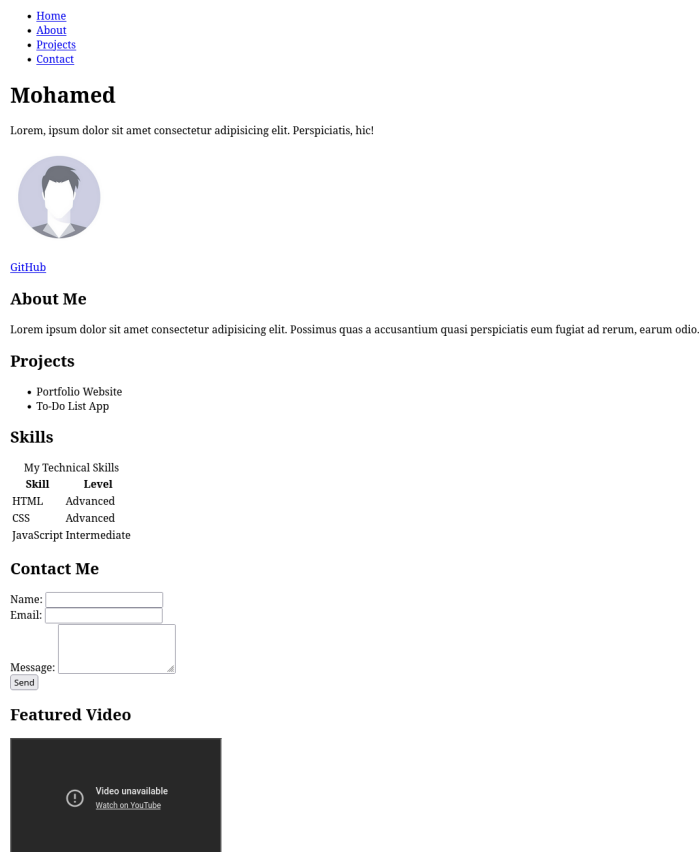 Home
About
Projects
Contact
Mohamed
Lorem, ipsum dolor sit amet consectetur adipisicing elit. Perspiciatis, hic!
GitHub
About Me
Lorem ipsum dolor sit amet consectetur adipisicing elit. Possimus quas a accusantium quasi perspiciatis eum fugiat ad rerum, earum odio.
Projects
Portfolio Website
To-Do List App
Skills
My Technical Skills
Skill Level
HTML Advanced
CSS Advanced
JavaScript Intermediate
Contact Me
Name:
Email:
Message:
Send
Featured Video
Video unavailable
Watch on YouTube